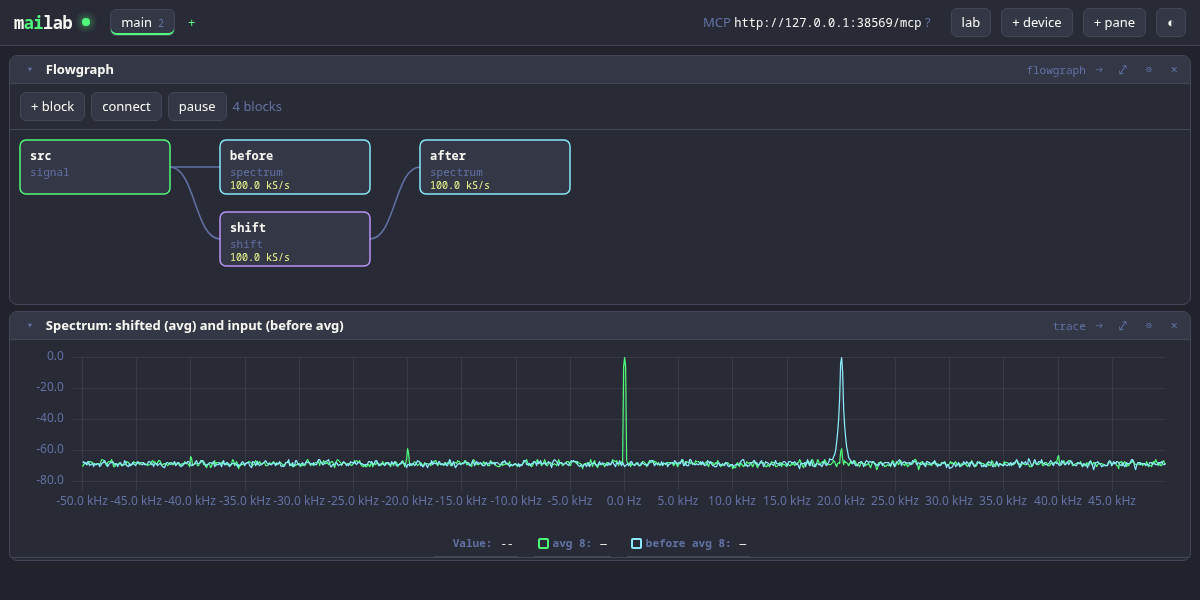 mailab main 2 + MCP http://127.0.0.1:38569/mcp ? lab + device + pane
Flowgraph flowgraph
+ block connect pause 4 blocks
src
signal
before
spectrum
100.0 kS/s
after
spectrum
100.0 kS/s
shift
shift
100.0 kS/s
Spectrum: shifted (avg) and input (before avg) trace
0.0
-20.0
-40.0
-60.0
-80.0
-50.0 kHz -45.0 kHz -40.0 kHz -35.0 kHz -30.0 kHz -25.0 kHz -20.0 kHz -15.0 kHz -10.0 kHz -5.0 kHz 0.0 Hz 5.0 kHz 10.0 kHz 15.0 kHz 20.0 kHz 25.0 kHz 30.0 kHz 35.0 kHz 40.0 kHz 45.0 kHz
Value: -- avg 8: — before avg 8: —